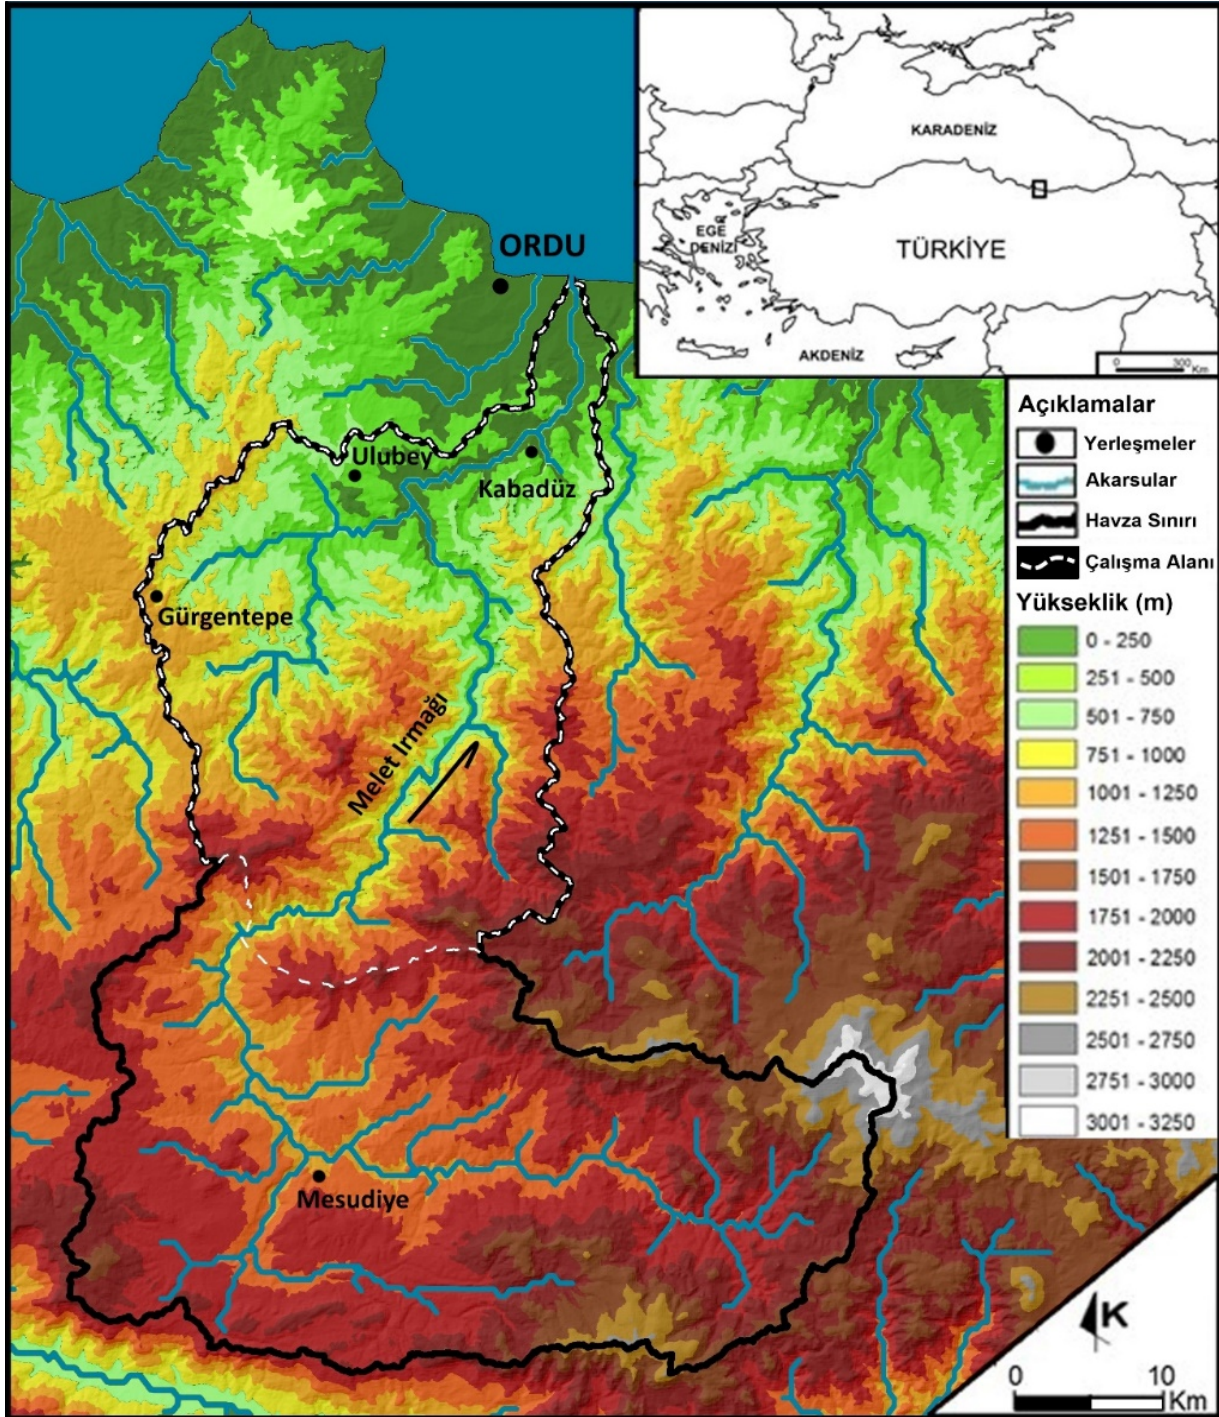 KARADENİZ
EGE
DENİZİ
TÜRKİYE
AKDENİZ
0 300
Km
ORDU
Ulubey
Kabadüz
Gürgentepe
Melet Irmağı
Mesudiye
Açıklamalar
Yerleşmeler
Akarsular
Havza Sınırı
Çalışma Alanı
Yükseklik (m)
0 - 250
251 - 500
501 - 750
751 - 1000
1001 - 1250
1251 - 1500
1501 - 1750
1751 - 2000
2001 - 2250
2251 - 2500
2501 - 2750
2751 - 3000
3001 - 3250
K
0 10
Km